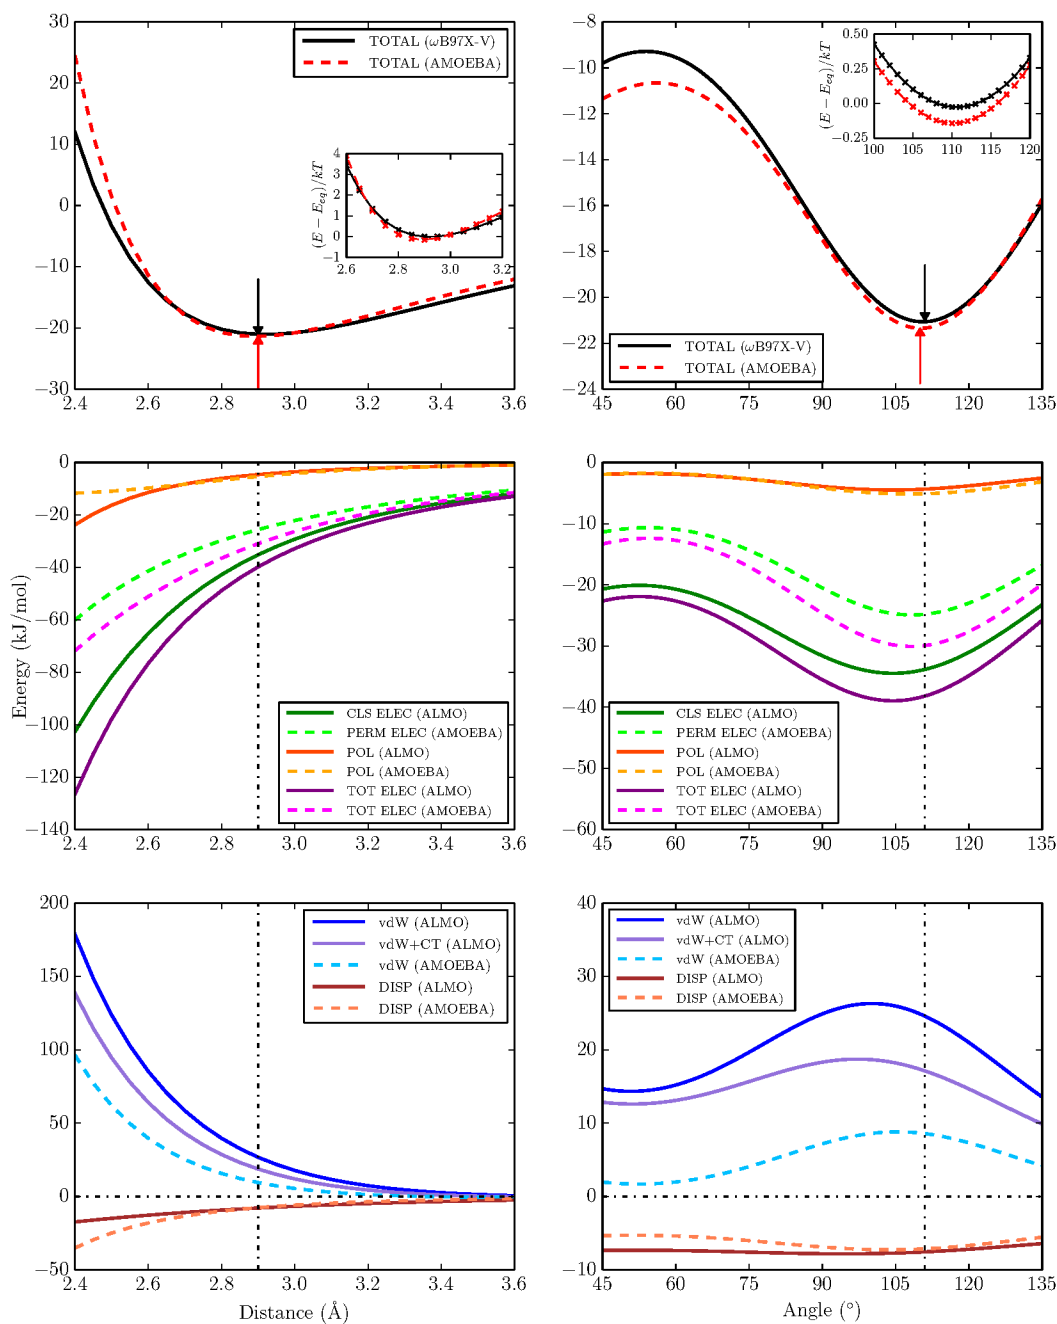 30
20
10
0
−10
−20
−30
2.4 2.6 2.8 3.0 3.2 3.4 3.6
TOTAL (ωB97X-V)
TOTAL (AMOEBA)
(E − E_eq)/kT
4
3
2
1
0
−1
2.6 2.8 3.0 3.2
−8
−10
−12
−14
−16
−18
−20
−22
−24
45 60 75 90 105 120 135
(E − E_eq)/kT
0.50
0.25
0.00
−0.25
100 105 110 115 120
TOTAL (ωB97X-V)
TOTAL (AMOEBA)
Energy (kJ/mol)
0
−20
−40
−60
−80
−100
−120
−140
2.4 2.6 2.8 3.0 3.2 3.4 3.6
CLS ELEC (ALMO)
PERM ELEC (AMOEBA)
POL (ALMO)
POL (AMOEBA)
TOT ELEC (ALMO)
TOT ELEC (AMOEBA)
0
−10
−20
−30
−40
−50
−60
45 60 75 90 105 120 135
CLS ELEC (ALMO)
PERM ELEC (AMOEBA)
POL (ALMO)
POL (AMOEBA)
TOT ELEC (ALMO)
TOT ELEC (AMOEBA)
200
150
100
50
0
−50
2.4 2.6 2.8 3.0 3.2 3.4 3.6
vdW (ALMO)
vdW+CT (ALMO)
vdW (AMOEBA)
DISP (ALMO)
DISP (AMOEBA)
Distance (Å)
40
30
20
10
0
−10
45 60 75 90 105 120 135
vdW (ALMO)
vdW+CT (ALMO)
vdW (AMOEBA)
DISP (ALMO)
DISP (AMOEBA)
Angle (°)